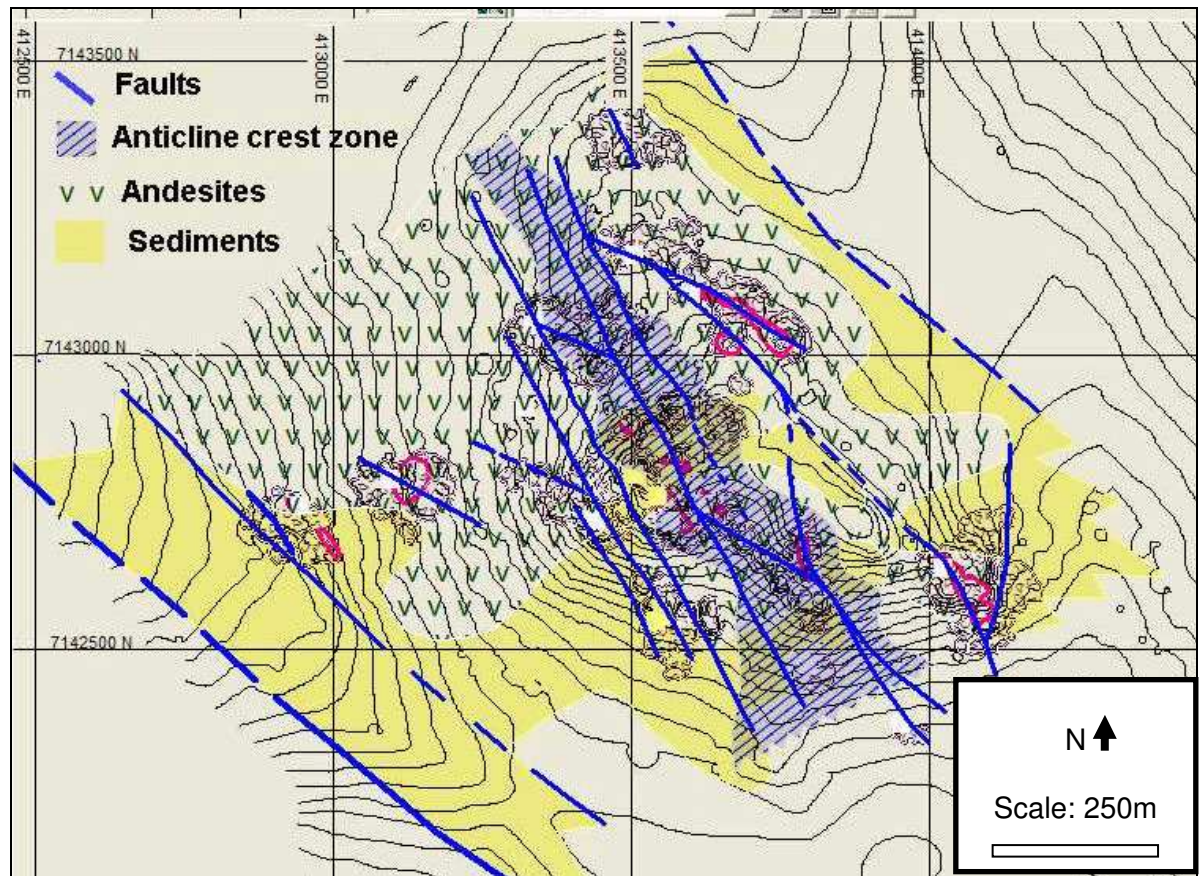 412500 E
413000 E
413500 E
414000 E
7143500 N
Faults
Anticline crest zone
v v Andesites
Sediments
7143000 N
7142500 N
N
Scale: 250m